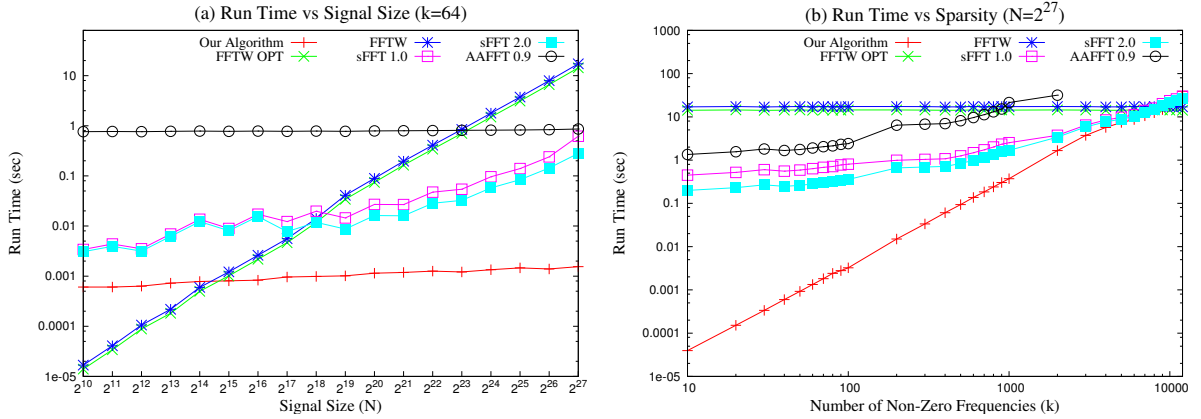 (a) Run Time vs Signal Size (k=64)
Our Algorithm FFTW sFFT 2.0
FFTW OPT sFFT 1.0 AAFFT 0.9
10
1
0.1
0.01
0.001
0.0001
1e-05
Run Time (sec)
2^10 2^11 2^12 2^13 2^14 2^15 2^16 2^17 2^18 2^19 2^20 2^21 2^22 2^23 2^24 2^25 2^26 2^27
Signal Size (N)
(b) Run Time vs Sparsity (N=2^27)
Our Algorithm FFTW sFFT 2.0
FFTW OPT sFFT 1.0 AAFFT 0.9
1000
100
10
1
0.1
0.01
0.001
0.0001
1e-05
Run Time (sec)
10 100 1000 10000
Number of Non-Zero Frequencies (k)